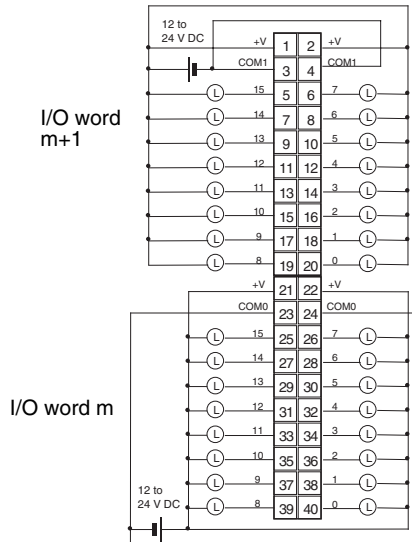 12 to
24 V DC
+V 1 2 +V
COM1 3 4 COM1
L 15 5 6 7 L
I/O word
m+1
L 14 7 8 6 L
L 13 9 10 5 L
L 12 11 12 4 L
L 11 13 14 3 L
L 10 15 16 2 L
L 9 17 18 1 L
L 8 19 20 0 L
+V 21 22 +V
COM0 23 24 COM0
L 15 25 26 7 L
L 14 27 28 6 L
L 13 29 30 5 L
I/O word m
L 12 31 32 4 L
L 11 33 34 3 L
L 10 35 36 2 L
L 9 37 38 1 L
12 to
24 V DC
L 8 39 40 0 L